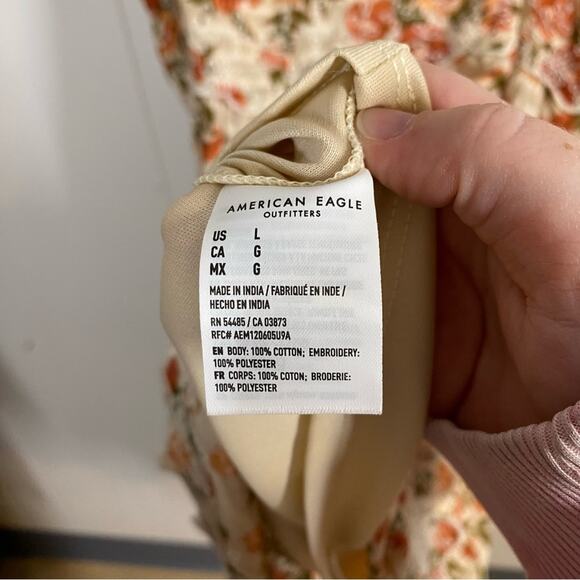 AMERICAN EAGLE
OUTFITTERS
US L
CA G
MX G
MADE IN INDIA / FABRIQUÉ EN INDE /
HECHO EN INDIA
RN 54485 / CA 03873
RFC# AEM120605U9A
EN BODY: 100% COTTON; EMBROIDERY:
100% POLYESTER
FR CORPS: 100% COTON; BRODERIE:
100% POLYESTER